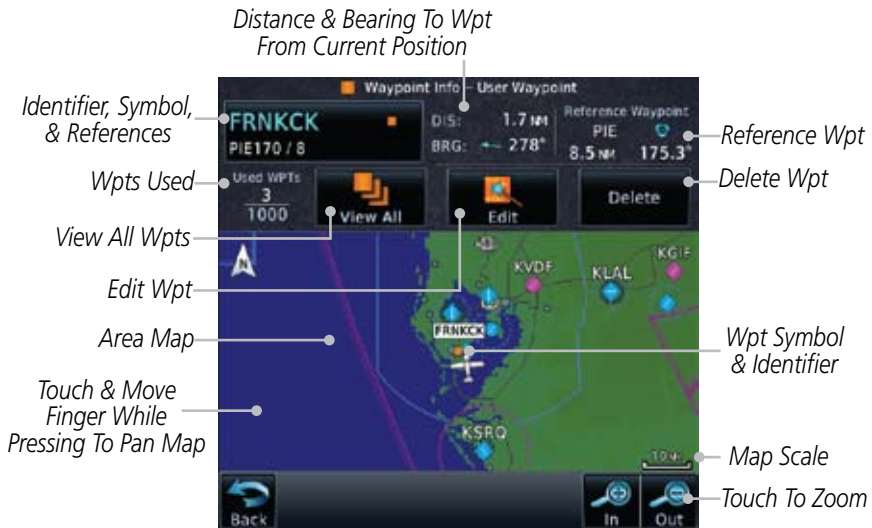 Distance & Bearing To Wpt
From Current Position
Waypoint Info – User Waypoint
Identifier, Symbol,
& References
FRNKCK
PIE170 / 8
DIS: 1.7 NM
BRG: 278°
Reference Waypoint
PIE
8.5 NM 175.3°
Reference Wpt
Wpts Used
Used WPTs
3
1000
View All
Edit
Delete
Delete Wpt
View All Wpts
Edit Wpt
Area Map
Touch & Move
Finger While
Pressing To Pan Map
N
KVDF
KLAL
KGIF
FRNKCK
KSRQ
Wpt Symbol
& Identifier
Map Scale
Touch To Zoom
Back
In
Out